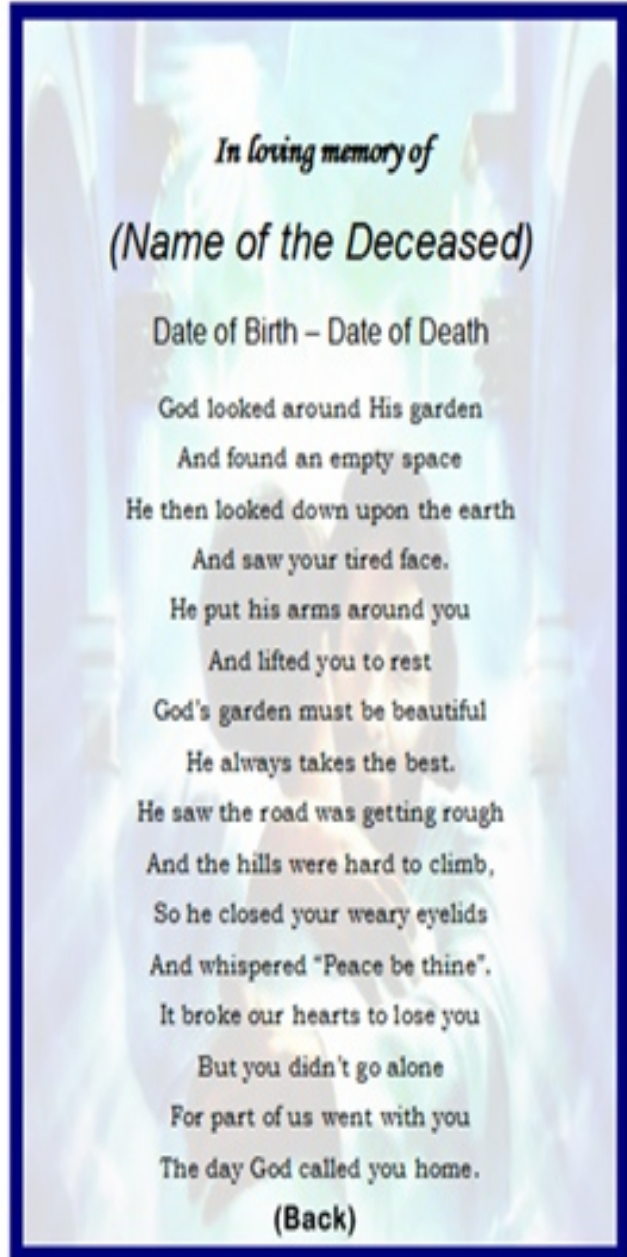 In loving memory of
(Name of the Deceased)
Date of Birth – Date of Death
God looked around His garden
And found an empty space
He then looked down upon the earth
And saw your tired face.
He put his arms around you
And lifted you to rest
God's garden must be beautiful
He always takes the best.
He saw the road was getting rough
And the hills were hard to climb,
So he closed your weary eyelids
And whispered “Peace be thine”.
It broke our hearts to lose you
But you didn't go alone
For part of us went with you
The day God called you home.
(Back)